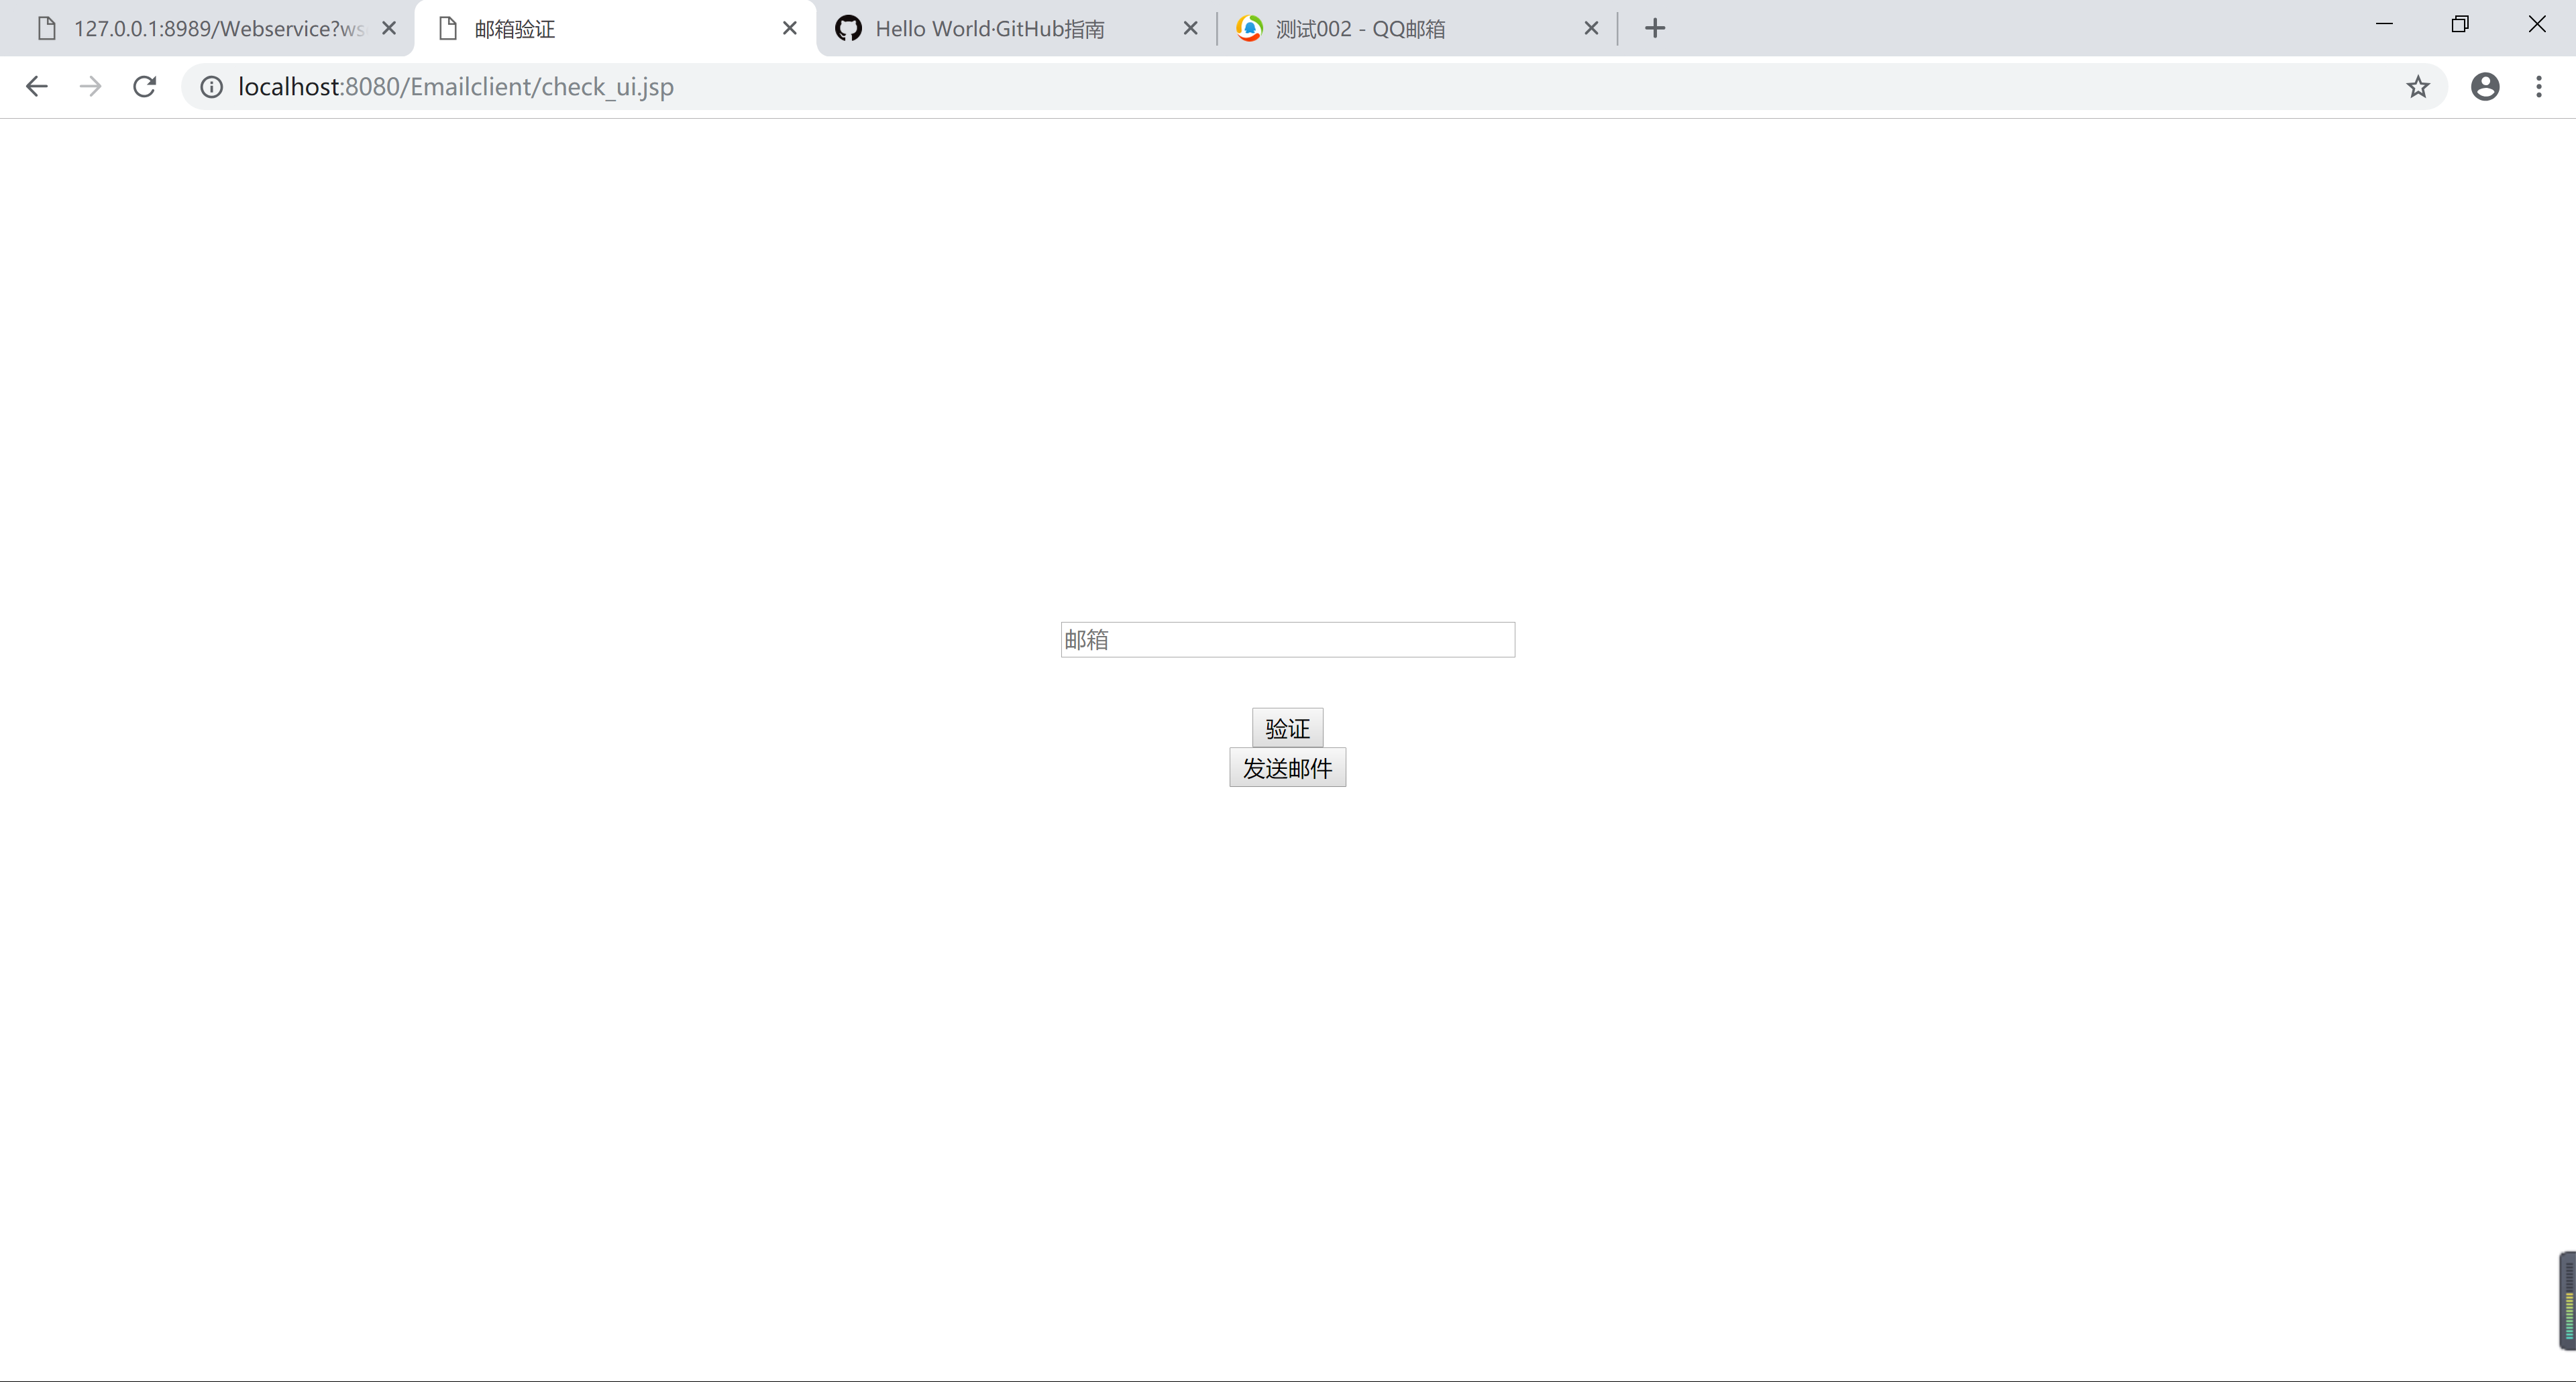 127.0.0.1:8989/Webservice?ws
邮箱验证
Hello World·GitHub指南
测试002 - QQ邮箱
localhost:8080/Emailclient/check_ui.jsp
邮箱
验证
发送邮件